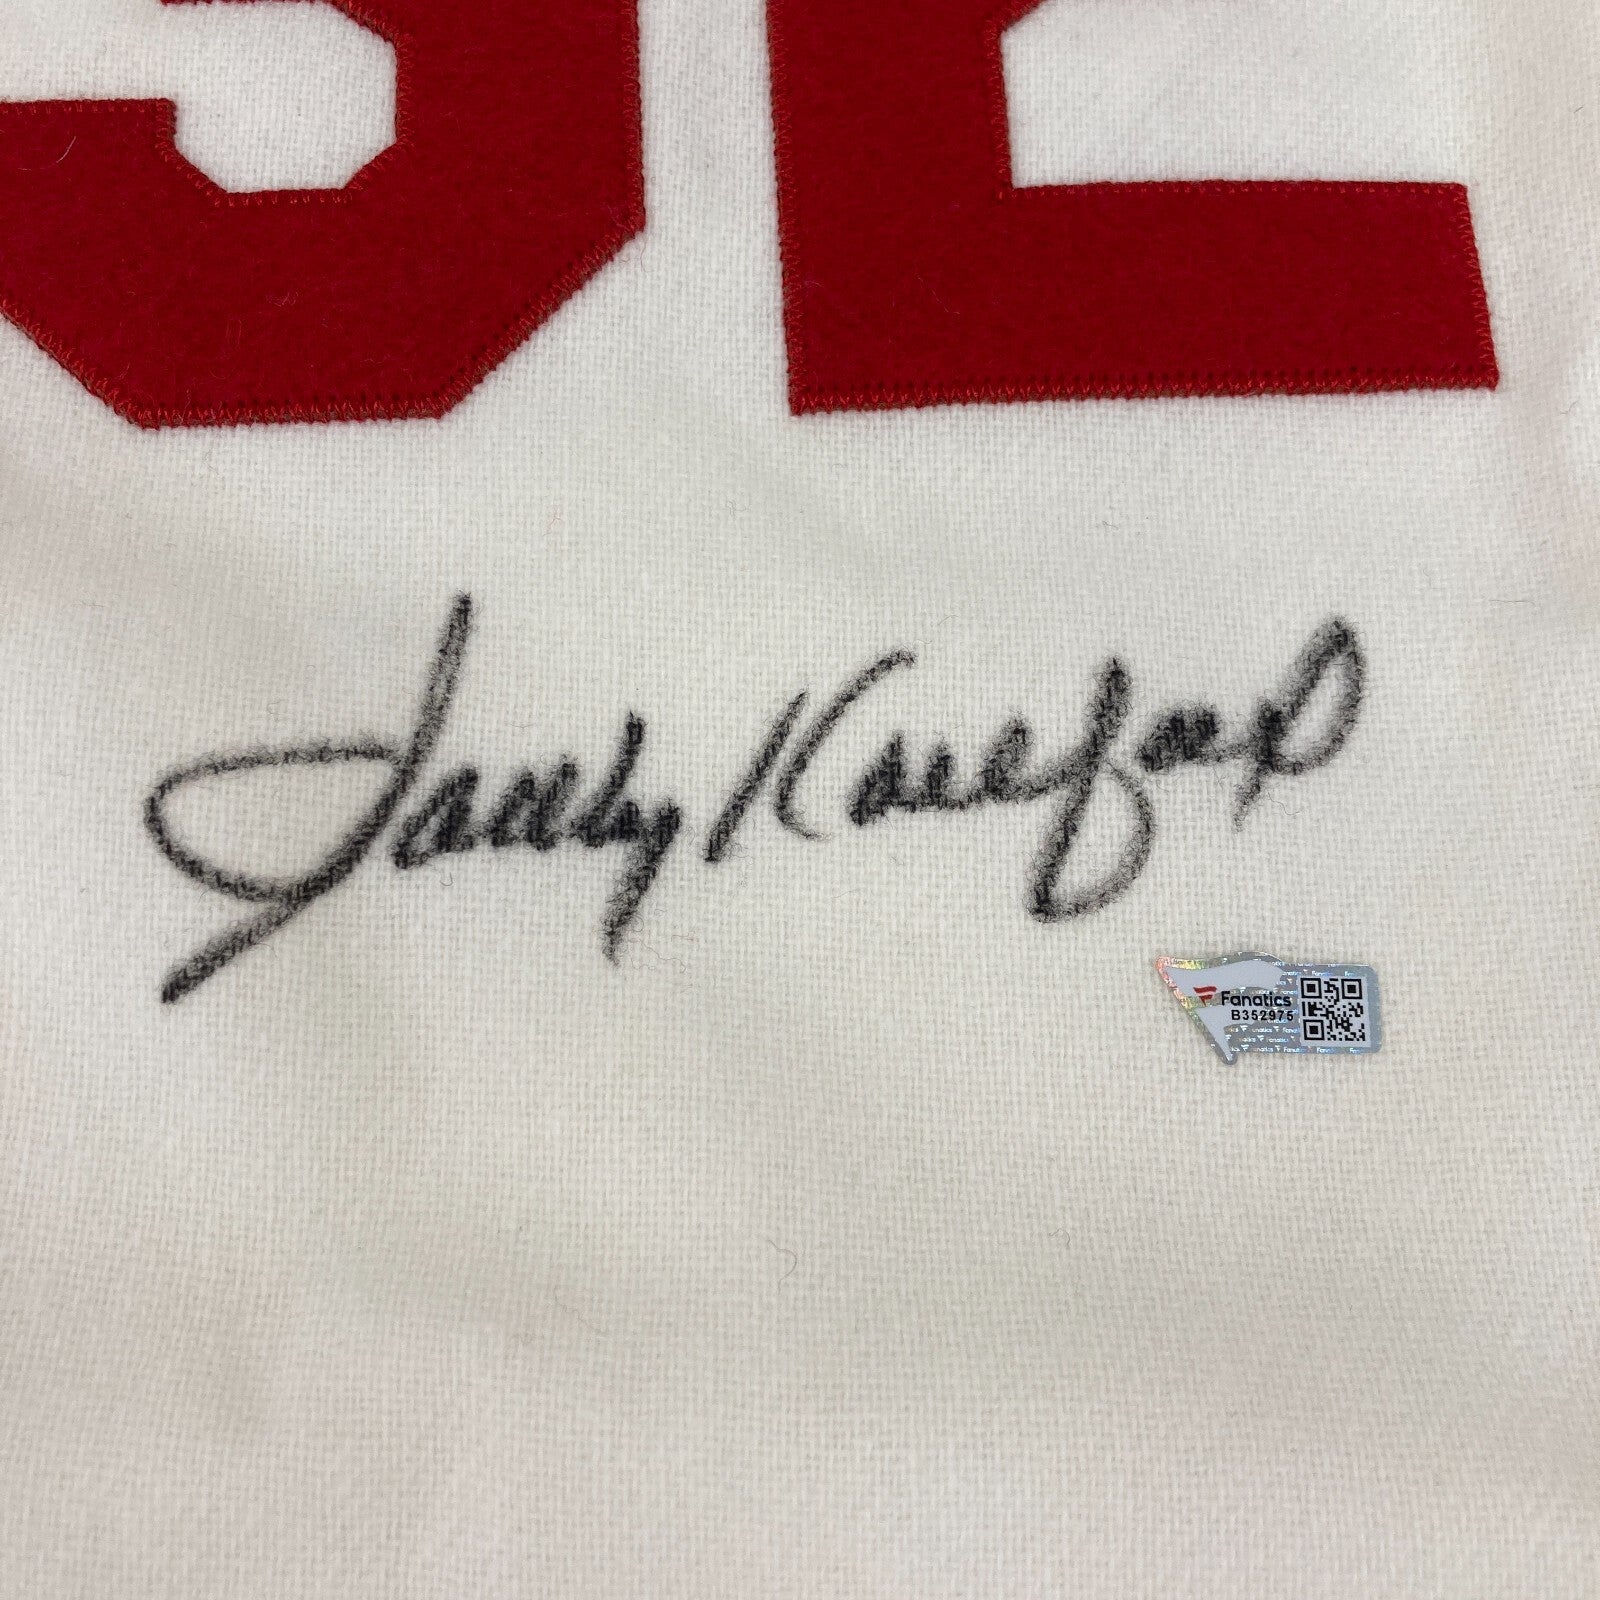 32
Sandy Koufax
Fanatics
B352975